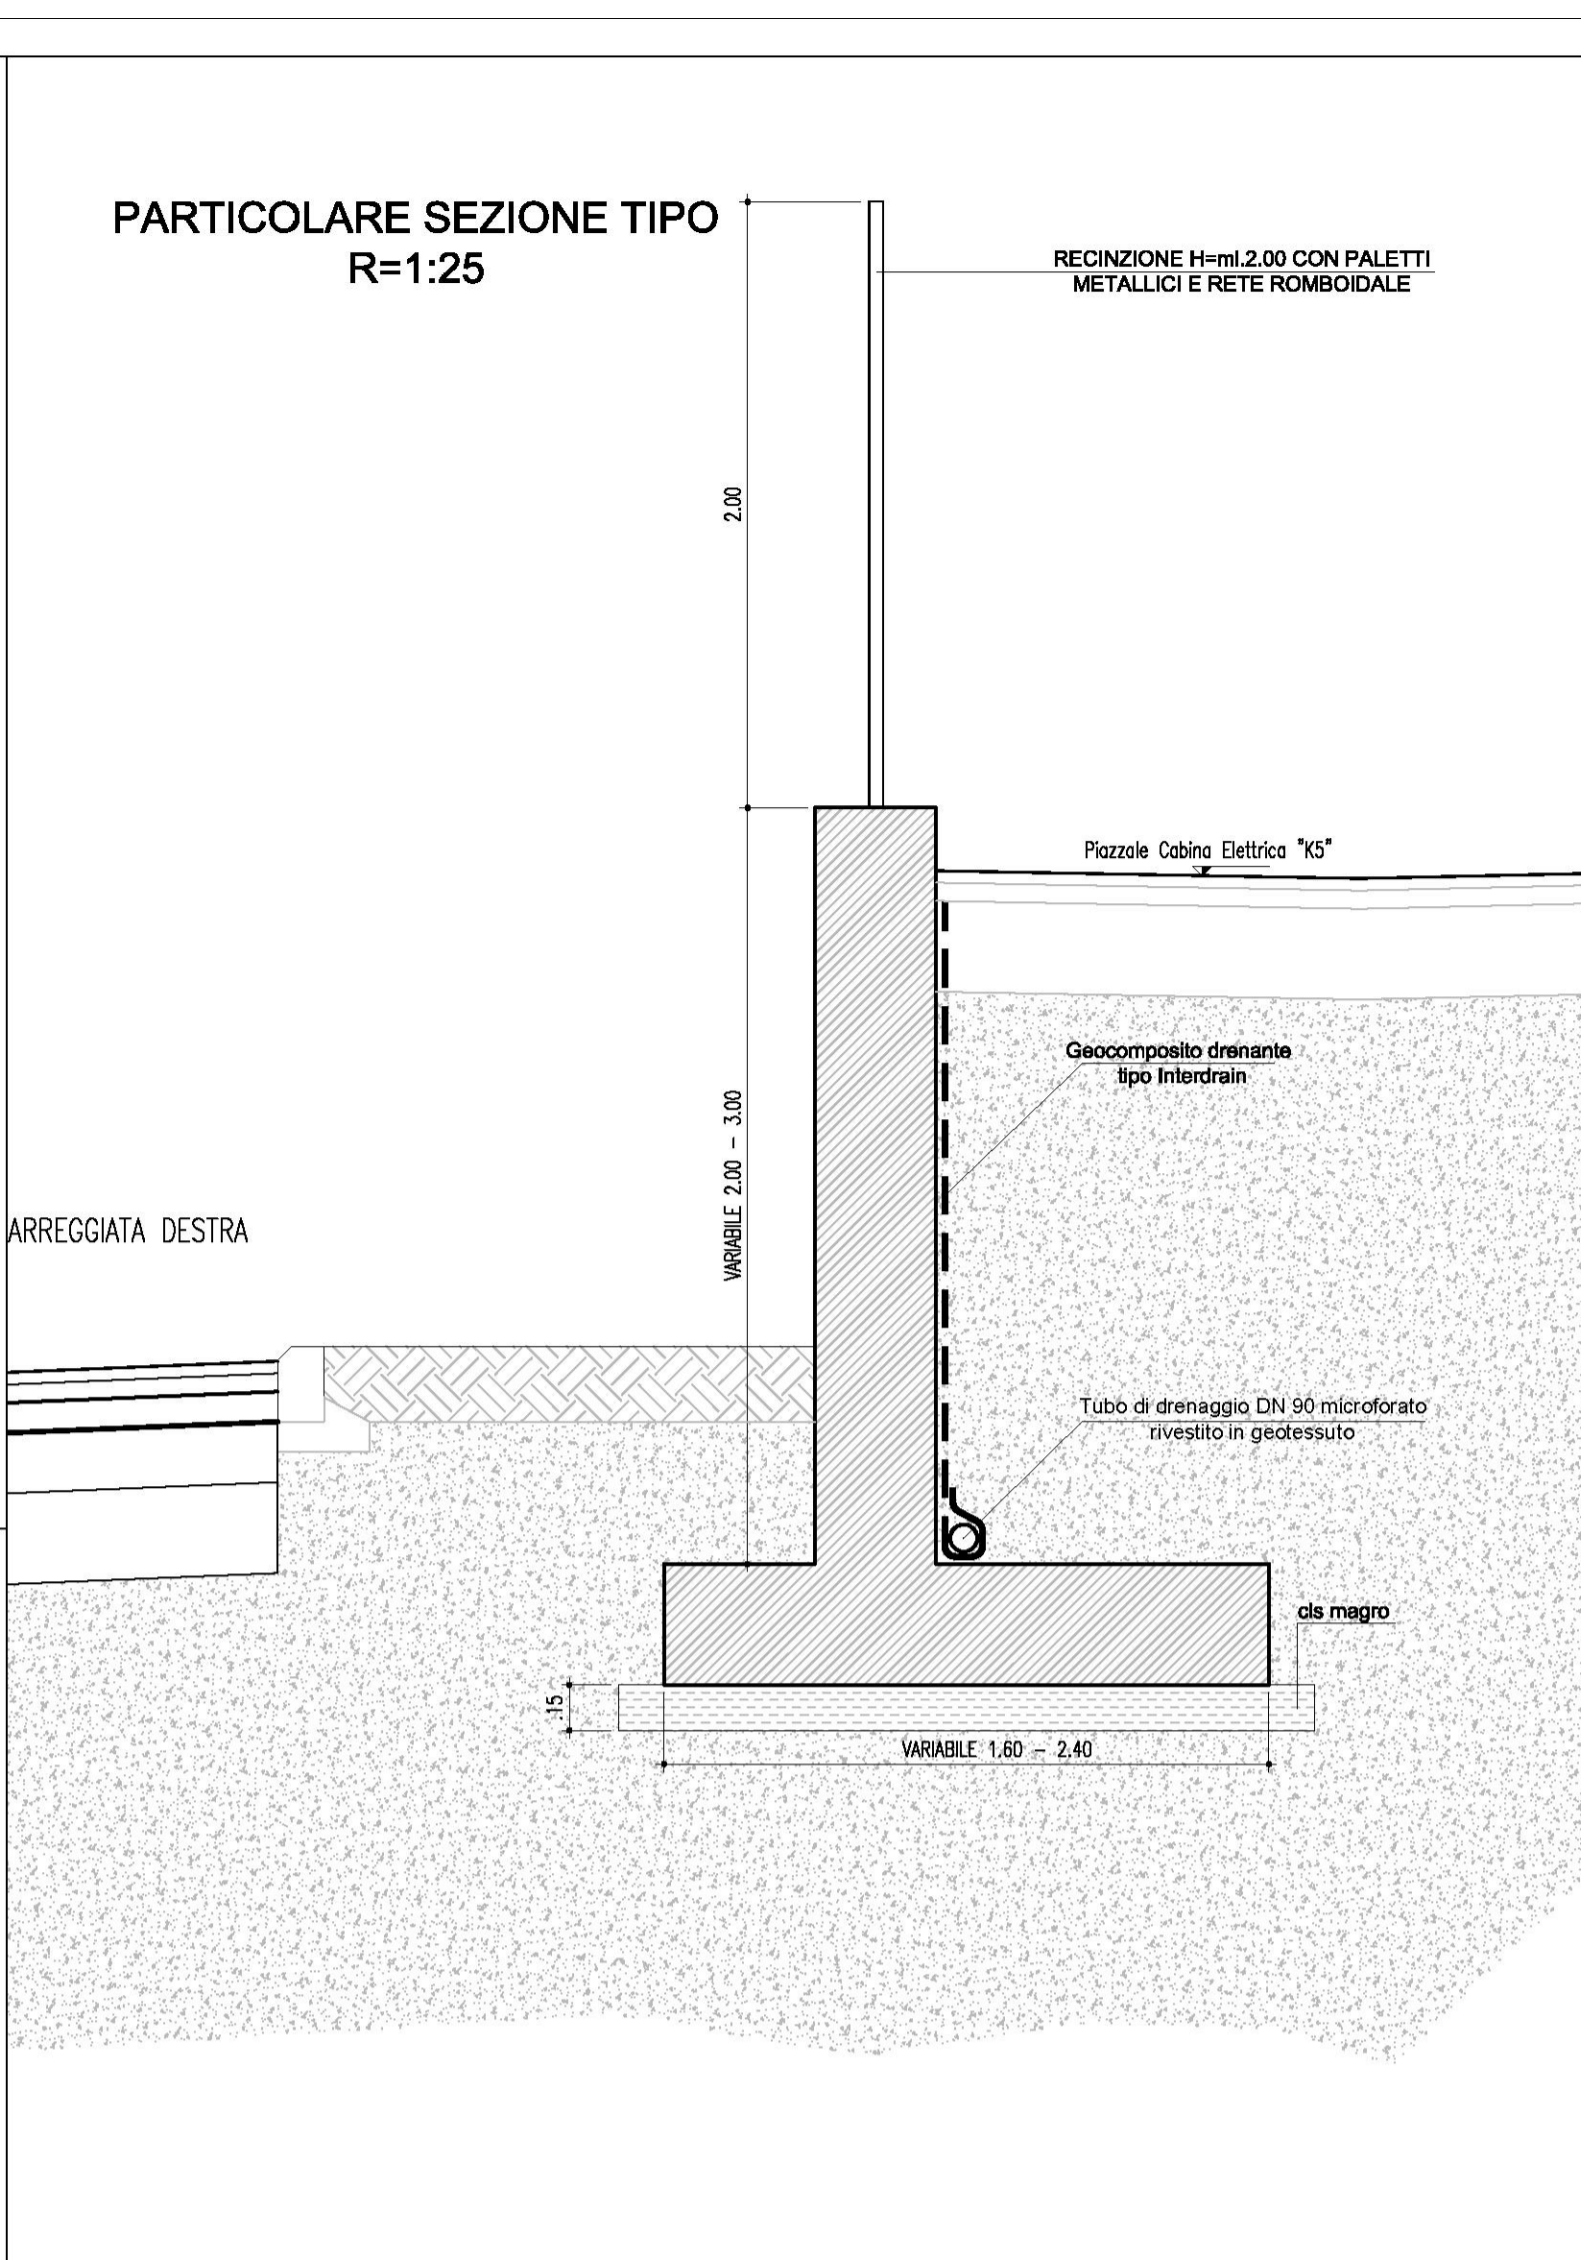 PARTICOLARE SEZIONE TIPO
R=1:25
RECINZIONE H=ml.2.00 CON PALETTI
METALLICI E RETE ROMBOIDALE
2.00
Piazzale Cabina Elettrica "K5"
Geocomposito drenante
tipo Interdrain
VARIABILE 2.00 - 3.00
ARREGGIATA DESTRA
Tubo di drenaggio DN 90 microforato
rivestito in geotessuto
cls magro
.15
VARIABILE 1.60 - 2.40